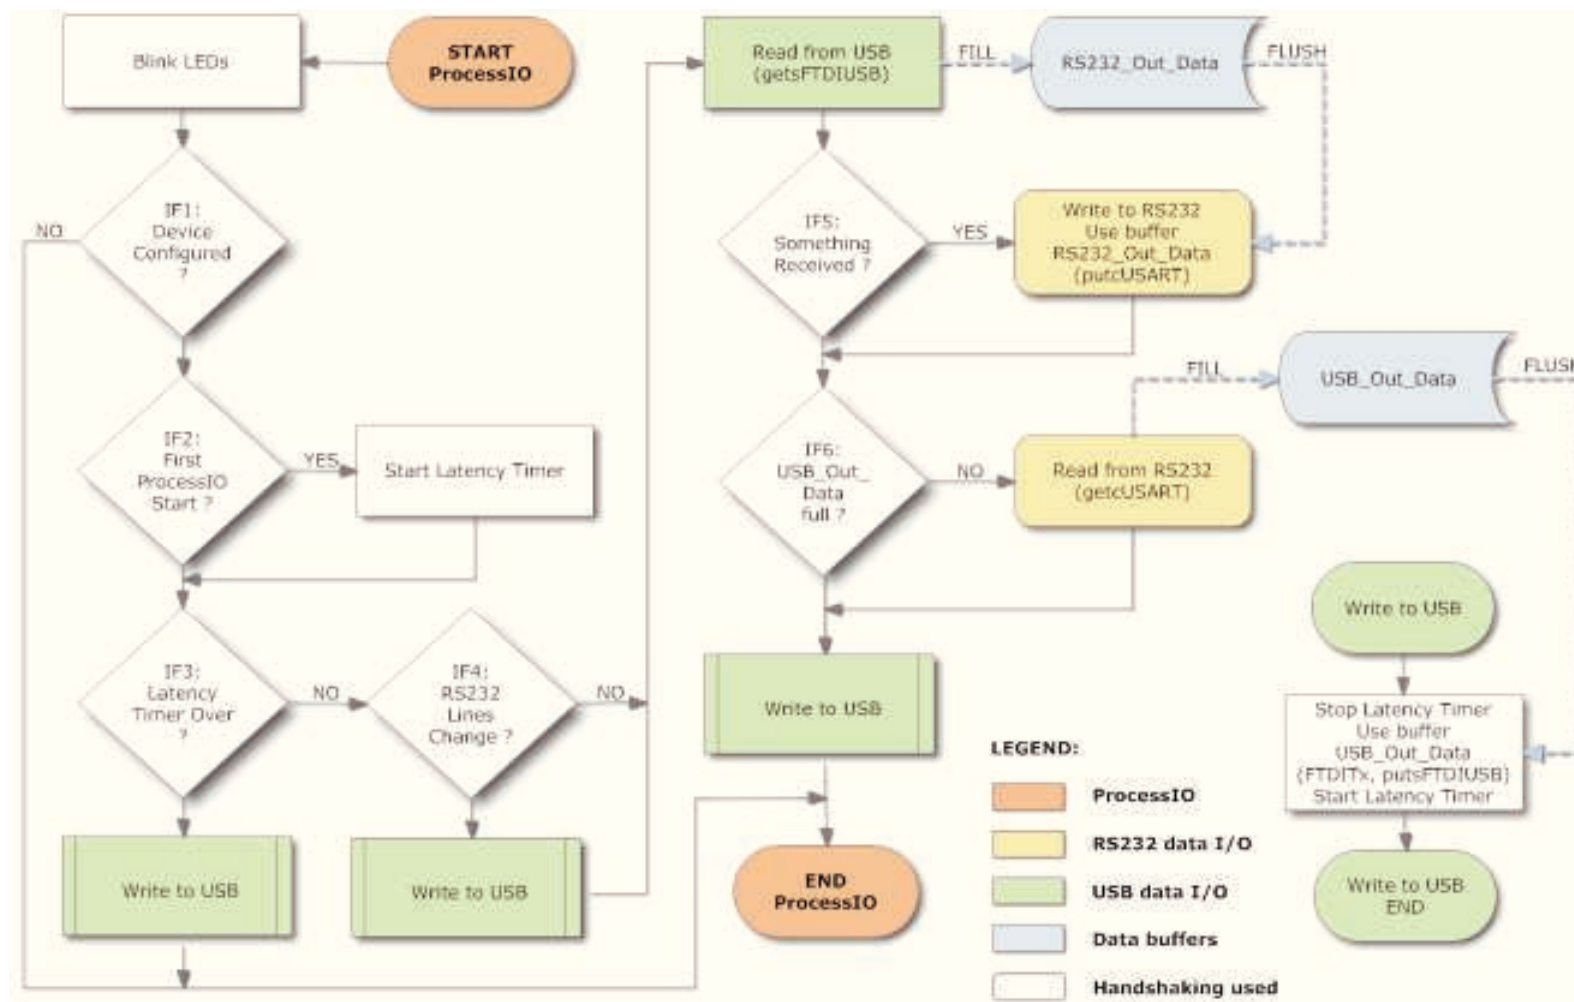 Blink LEDs
START
ProcessIO
IF1:
Device
Configured
?
NO
IF2:
First
ProcessIO
Start ?
YES
Start Latency Timer
IF3:
Latency
Timer Over
?
NO
IF4:
RS232
Lines
Change ?
NO
Write to USB
Write to USB
Read from USB
(getsFTDIUSB)
FILL
RS232_Out_Data
FLUSH
IF5:
Something
Received ?
YES
Write to RS232
Use buffer
RS232_Out_Data
(putcUSART)
IF6:
USB_Out_
Data
full ?
NO
Read from RS232
(getcUSART)
FILL
USB_Out_Data
FLUSH
Write to USB
END
ProcessIO
LEGEND:
ProcessIO
RS232 data I/O
USB data I/O
Data buffers
Handshaking used
Write to USB
Stop Latency Timer
Use buffer
USB_Out_Data
(FTDITx, putsFTDIUSB)
Start Latency Timer
Write to USB
END